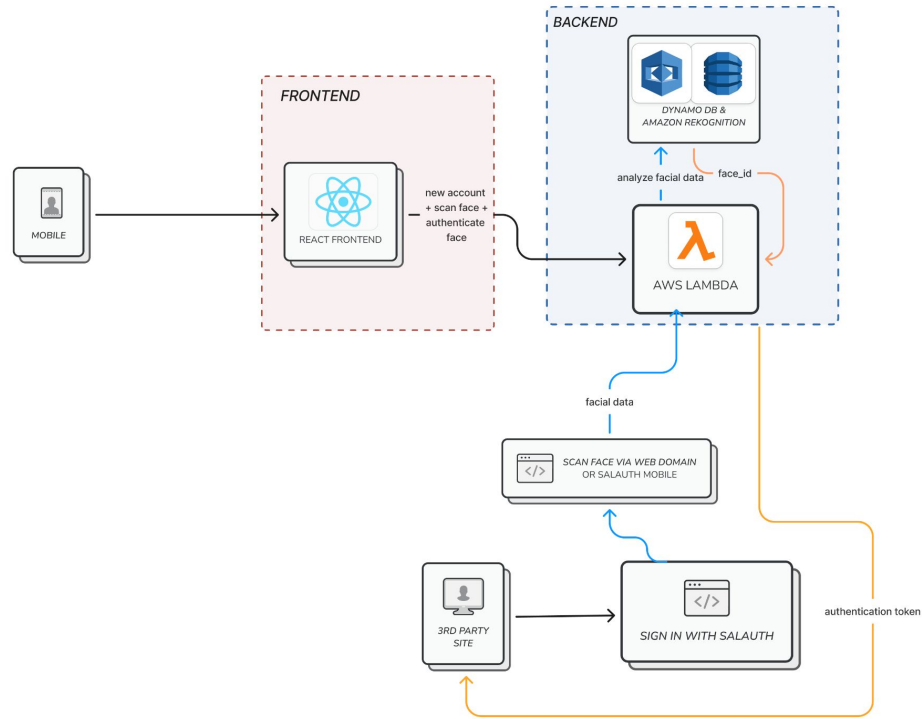 BACKEND
DYNAMO DB &
AMAZON REKOGNITION
FRONTEND
analyze facial data
face_id
MOBILE
REACT FRONTEND
new account
+ scan face +
authenticate
face
AWS LAMBDA
facial data
SCAN FACE VIA WEB DOMAIN
OR SALAUTH MOBILE
3RD PARTY
SITE
SIGN IN WITH SALAUTH
authentication token